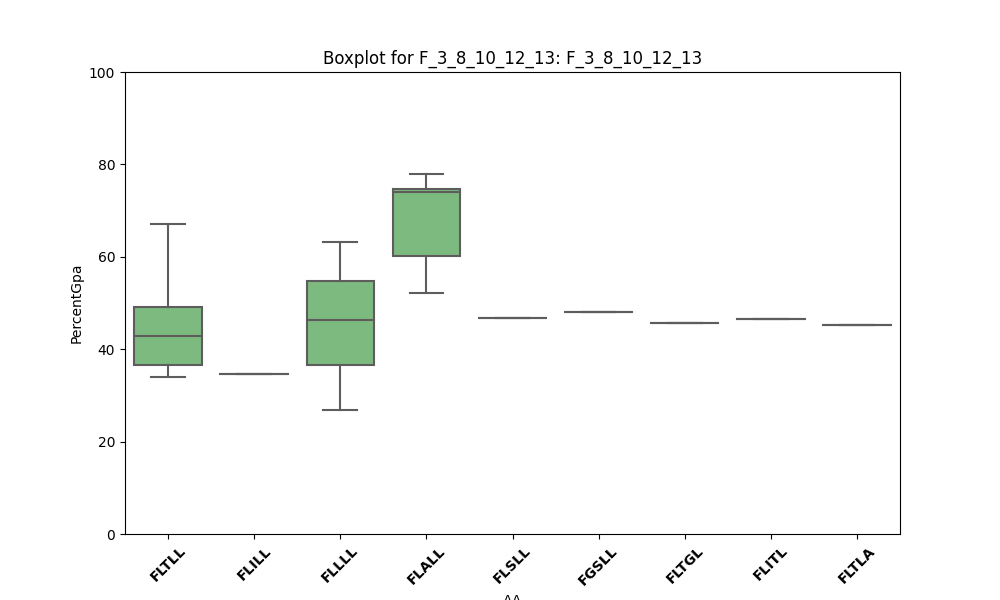 Boxplot for F_3_8_10_12_13: F_3_8_10_12_13
100
80
60
40
20
0
PercentGpa
FLTLL
FLILL
FLLLL
FLALL
FLSLL
FGSLL
FLTGL
FLITL
FLTLA
AA